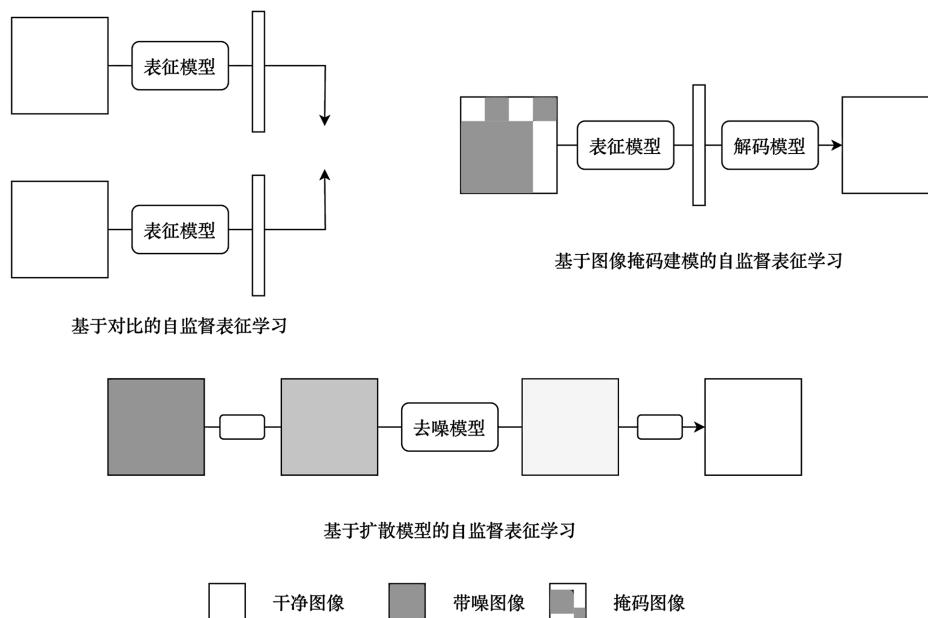 表征模型
表征模型
基于对比的自监督表征学习
表征模型
解码模型
基于图像掩码建模的自监督表征学习
去噪模型
基于扩散模型的自监督表征学习
干净图像
带噪图像
掩码图像